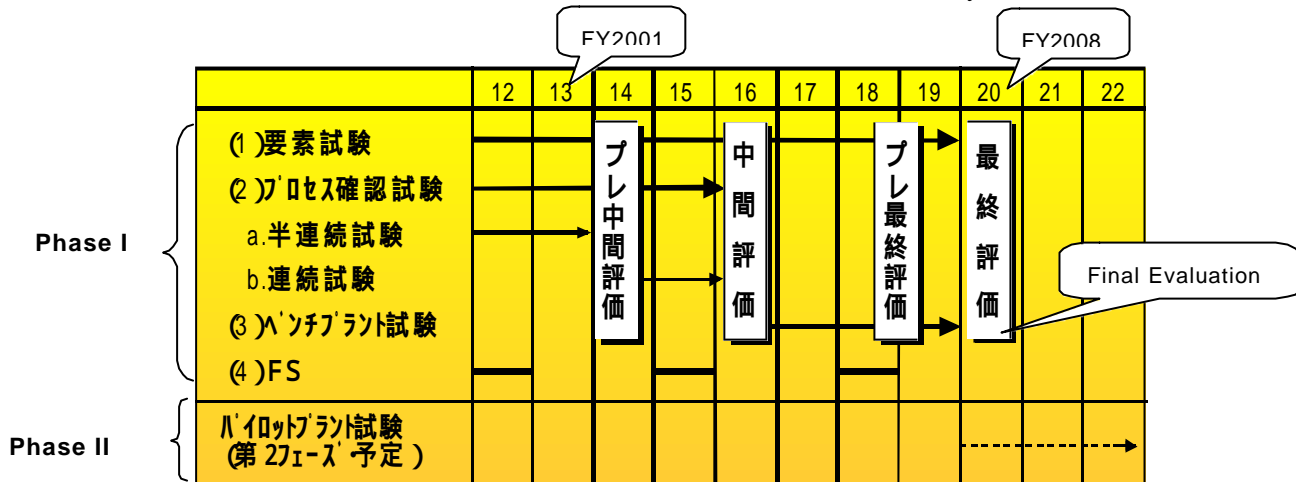 FY2001
FY2008
12 13 14 15 16 17 18 19 20 21 22
Phase I
(1)要素試験
(2)プロセス確認試験
a.半連続試験
b.連続試験
(3)ベンチプラント試験
(4)FS
プレ中間評価
中間評価
プレ最終評価
最終評価
Final Evaluation
Phase II
パイロットプラント試験
(第2フェーズ・予定)